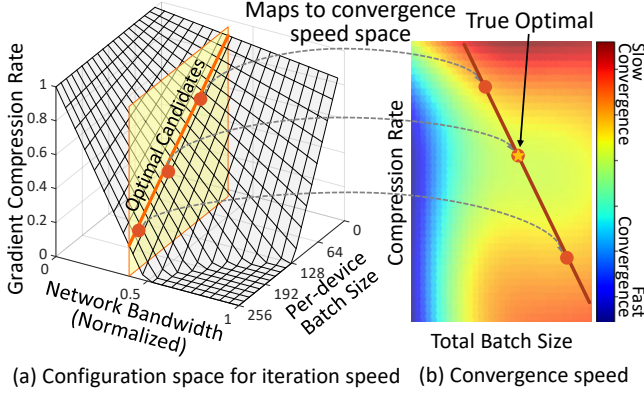 Maps to convergence
speed space
True Optimal
Gradient Compression Rate
1
0.8
0.6
0.4
0.2
0
Optimal Candidates
0
0.5
1
Network Bandwidth
(Normalized)
0
64
128
192
256
Per-device
Batch Size
Compression Rate
Total Batch Size
Slow
Convergence
Fast
Convergence
(a) Configuration space for iteration speed
(b) Convergence speed